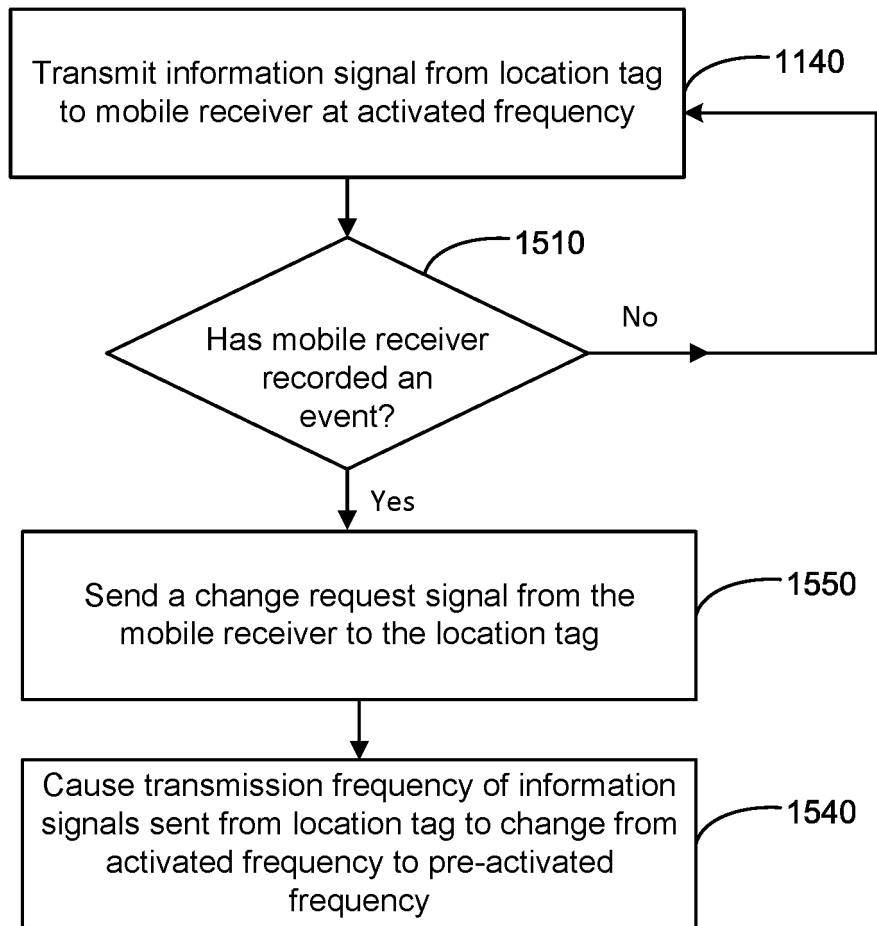 Transmit information signal from location tag
to mobile receiver at activated frequency
1140
1510
Has mobile receiver
recorded an
event?
No
Yes
Send a change request signal from the
mobile receiver to the location tag
1550
Cause transmission frequency of information
signals sent from location tag to change from
activated frequency to pre-activated
frequency
1540